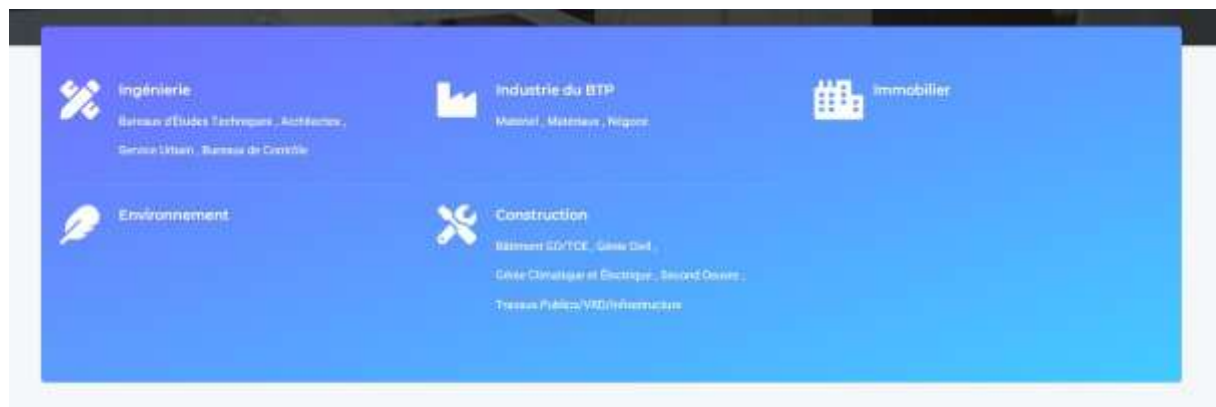 Ingénierie
Bureaux d'Études Techniques , Architectes ,
Service Urbain , Bureaux de Contrôle
Industrie du BTP
Matériel , Matériaux , Négoce
Immobilier
Environnement
Construction
Bâtiment GO/TCE , Génie Civil ,
Génie Climatique et Électrique , Second Oeuvre ,
Travaux Publics/VRD/Infrastructure